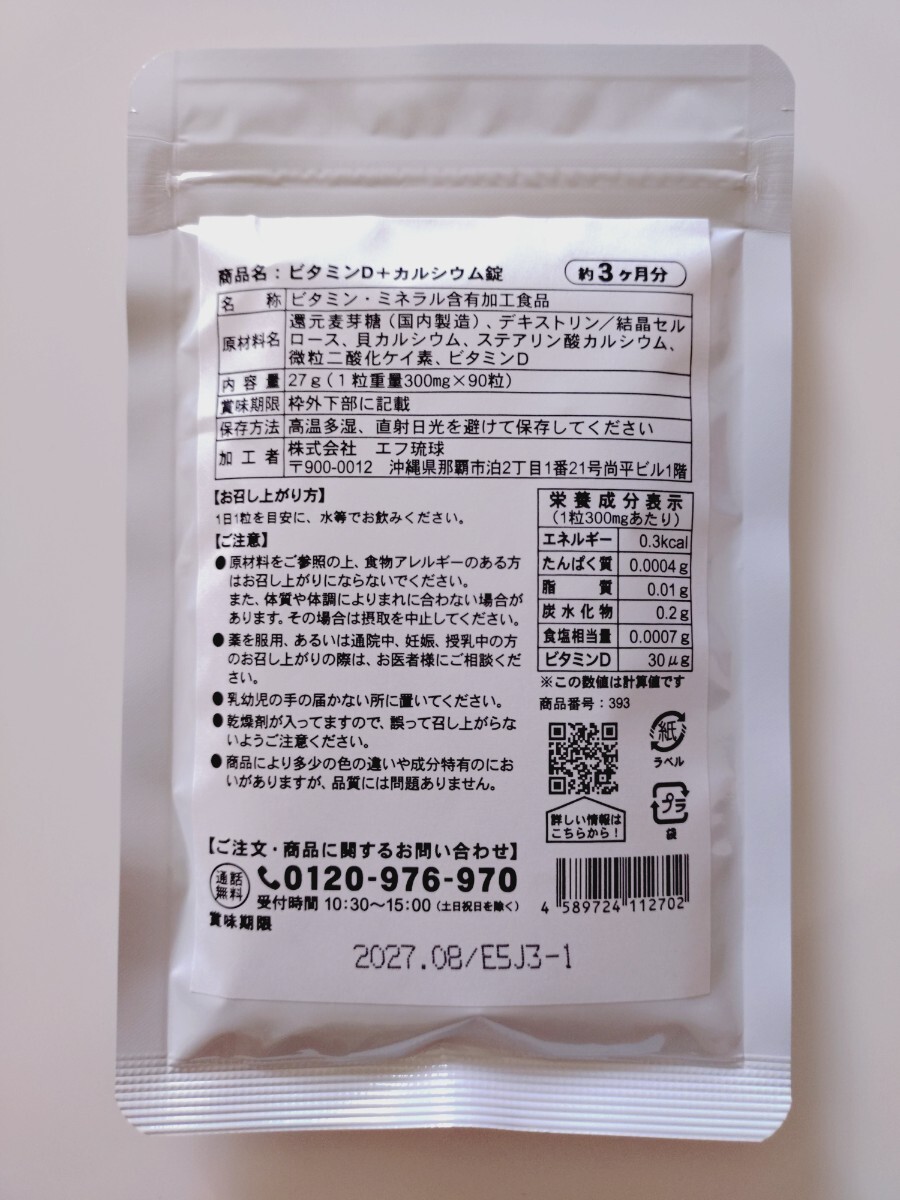 商品名：ビタミンD＋カルシウム錠
約3ヶ月分
名　称 ビタミン・ミネラル含有加工食品
原材料名 還元麦芽糖（国内製造）、デキストリン／結晶セル
ロース、貝カルシウム、ステアリン酸カルシウム、
微粒二酸化ケイ素、ビタミンD
内容量 27g（1粒重量300mg×90粒）
賞味期限 枠外下部に記載
保存方法 高温多湿、直射日光を避けて保存してください
加工者 株式会社　エフ琉球
〒900-0012　沖縄県那覇市泊2丁目1番21号尚平ビル1階
【お召し上がり方】
1日1粒を目安に、水等でお飲みください。
【ご注意】
●原材料をご参照の上、食物アレルギーのある方
はお召し上がりにならないでください。
また、体質や体調によりまれに合わない場合が
あります。その場合は摂取を中止してください。
●薬を服用、あるいは通院中、妊娠、授乳中の方
のお召し上がりの際は、お医者様にご相談くだ
さい。
●乳幼児の手の届かない所に置いてください。
●乾燥剤が入ってますので、誤って召し上がらな
いようご注意ください。
●商品により多少の色の違いや成分特有のにお
いがありますが、品質には問題ありません。
栄養成分表示
（1粒300mgあたり）
エネルギー 0.3kcal
たんぱく質 0.0004g
脂　質 0.01g
炭水化物 0.2g
食塩相当量 0.0007g
ビタミンD 30μg
※この数値は計算値です
商品番号：393
紙
ラベル
プラ
袋
詳しい情報は
こちらから！
【ご注文・商品に関するお問い合わせ】
通話
無料
0120-976-970
受付時間 10:30～15:00（土日祝日を除く）
4 589724 112702
賞味期限
2027.08/E5J3-1